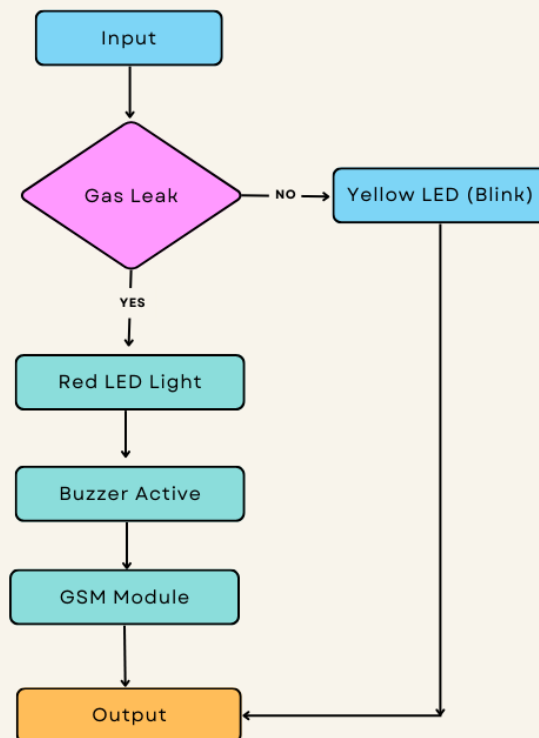 Input
Gas Leak
NO
Yellow LED (Blink)
YES
Red LED Light
Buzzer Active
GSM Module
Output